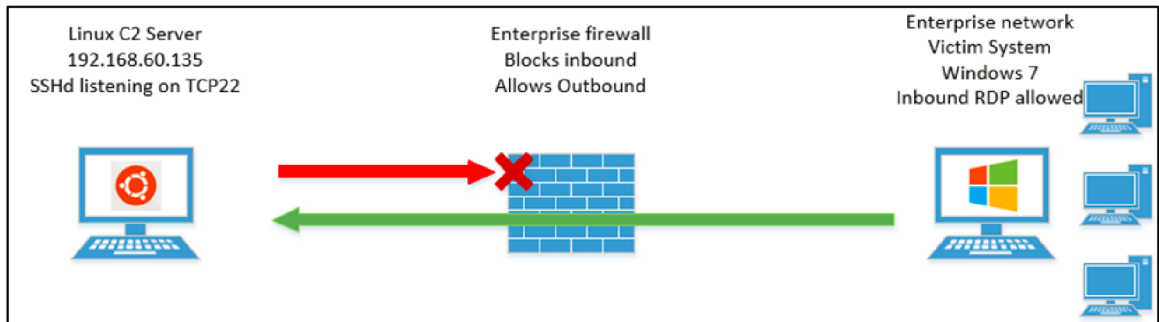 Linux C2 Server
192.168.60.135
SSHd listening on TCP22
Enterprise firewall
Blocks inbound
Allows Outbound
Enterprise network
Victim System
Windows 7
Inbound RDP allowed